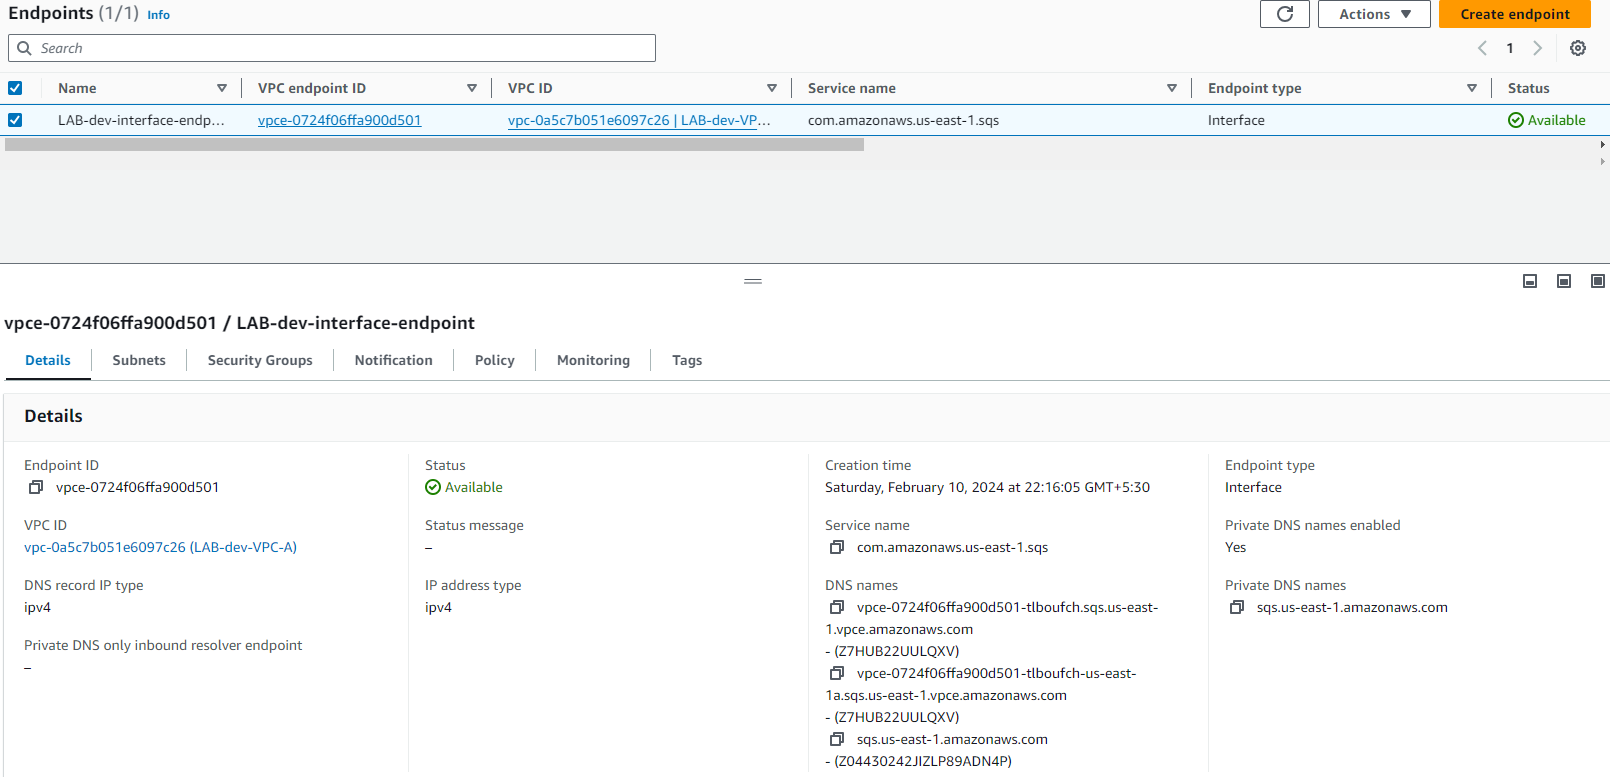 Endpoints (1/1) Info
Actions
Create endpoint
Search
1
Name VPC endpoint ID VPC ID Service name Endpoint type Status
LAB-dev-interface-endp... vpce-0724f06ffa900d501 vpc-0a5c7b051e6097c26 | LAB-dev-VP... com.amazonaws.us-east-1.sqs Interface Available
vpce-0724f06ffa900d501 / LAB-dev-interface-endpoint
Details Subnets Security Groups Notification Policy Monitoring Tags
Details
Endpoint ID
vpce-0724f06ffa900d501
VPC ID
vpc-0a5c7b051e6097c26 (LAB-dev-VPC-A)
DNS record IP type
ipv4
Private DNS only inbound resolver endpoint
–
Status
Available
Status message
–
IP address type
ipv4
Creation time
Saturday, February 10, 2024 at 22:16:05 GMT+5:30
Service name
com.amazonaws.us-east-1.sqs
DNS names
vpce-0724f06ffa900d501-tlboufch.sqs.us-east-
1.vpce.amazonaws.com
- (Z7HUB22UULQXV)
vpce-0724f06ffa900d501-tlboufch-us-east-
1a.sqs.us-east-1.vpce.amazonaws.com
- (Z7HUB22UULQXV)
sqs.us-east-1.amazonaws.com
- (Z04430242JIZLP89ADN4P)
Endpoint type
Interface
Private DNS names enabled
Yes
Private DNS names
sqs.us-east-1.amazonaws.com